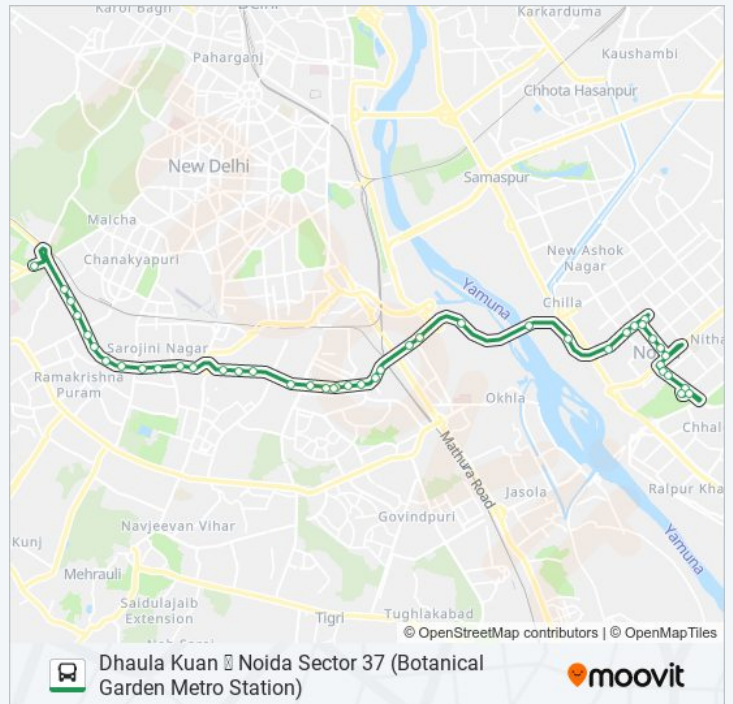 Karol Bagh
Delhi
Karkarduma
Paharganj
Kaushambi
Chhota Hasanpur
New Delhi
Samaspur
Malcha
Chanakyapuri
New Ashok
Nagar
Yamuna
Chilla
Sarojini Nagar
Nitha
Ramakrishna
Puram
Okhla
Chhal
Mathura Road
Jasola
Ralpur Kha
Govindpuri
Navjeevan Vihar
Yamuna
Kunj
Mehrauli
Saidulajaib
Extension
Tigri
Tughlakabad
© OpenStreetMap contributors | © OpenMapTiles
Dhaula Kuan Noida Sector 37 (Botanical
Garden Metro Station)
moovit